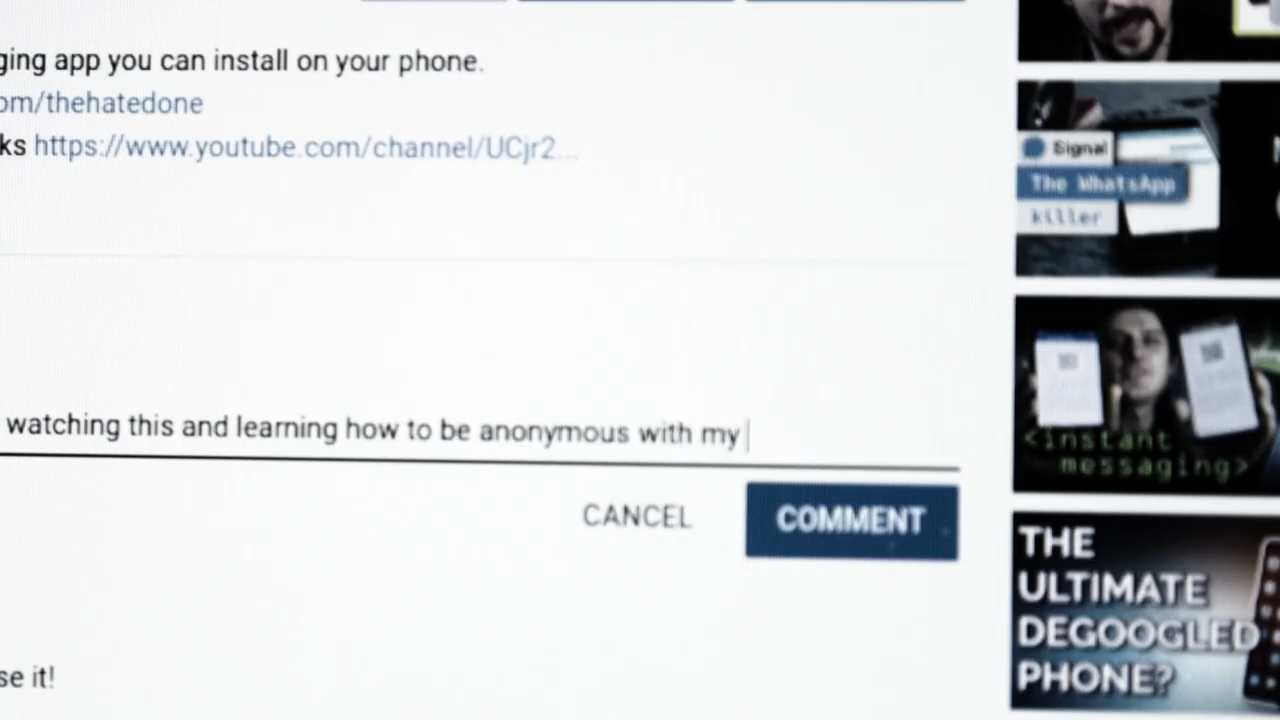 ging app you can install on your phone.
om/thehatedone
ks https://www.youtube.com/channel/UCjr2...
watching this and learning how to be anonymous with my
CANCEL
COMMENT
se it!
Signal
The WhatsApp
killer
<instant
messaging>
THE
ULTIMATE
DEGOOGLED
PHONE?